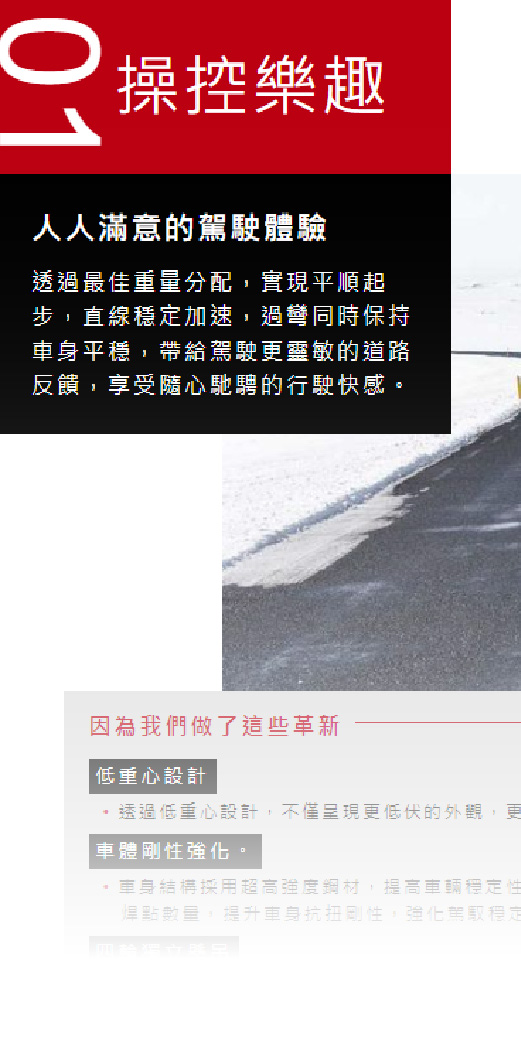 01
操控樂趣
人人滿意的駕駛體驗
透過最佳重量分配，實現平順起
步，直線穩定加速，過彎同時保持
車身平穩，帶給駕駛更靈敏的道路
反饋，享受隨心馳騁的行駛快感。
因為我們做了這些革新
低重心設計
•透過低重心設計，不僅呈現更低伏的外觀，更
車體剛性強化。
•車身結構採用超高強度鋼材，提高車輛穩定性
焊點數量，提升車身抗扭剛性，強化駕馭穩定